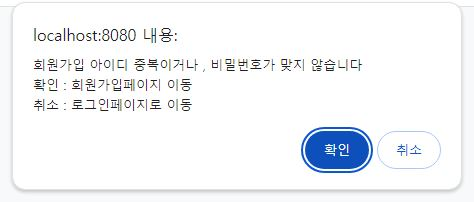 localhost:8080 내용:
회원가입 아이디 중복이거나 , 비밀번호가 맞지 않습니다
확인 : 회원가입페이지 이동
취소 : 로그인페이지로 이동
확인 취소